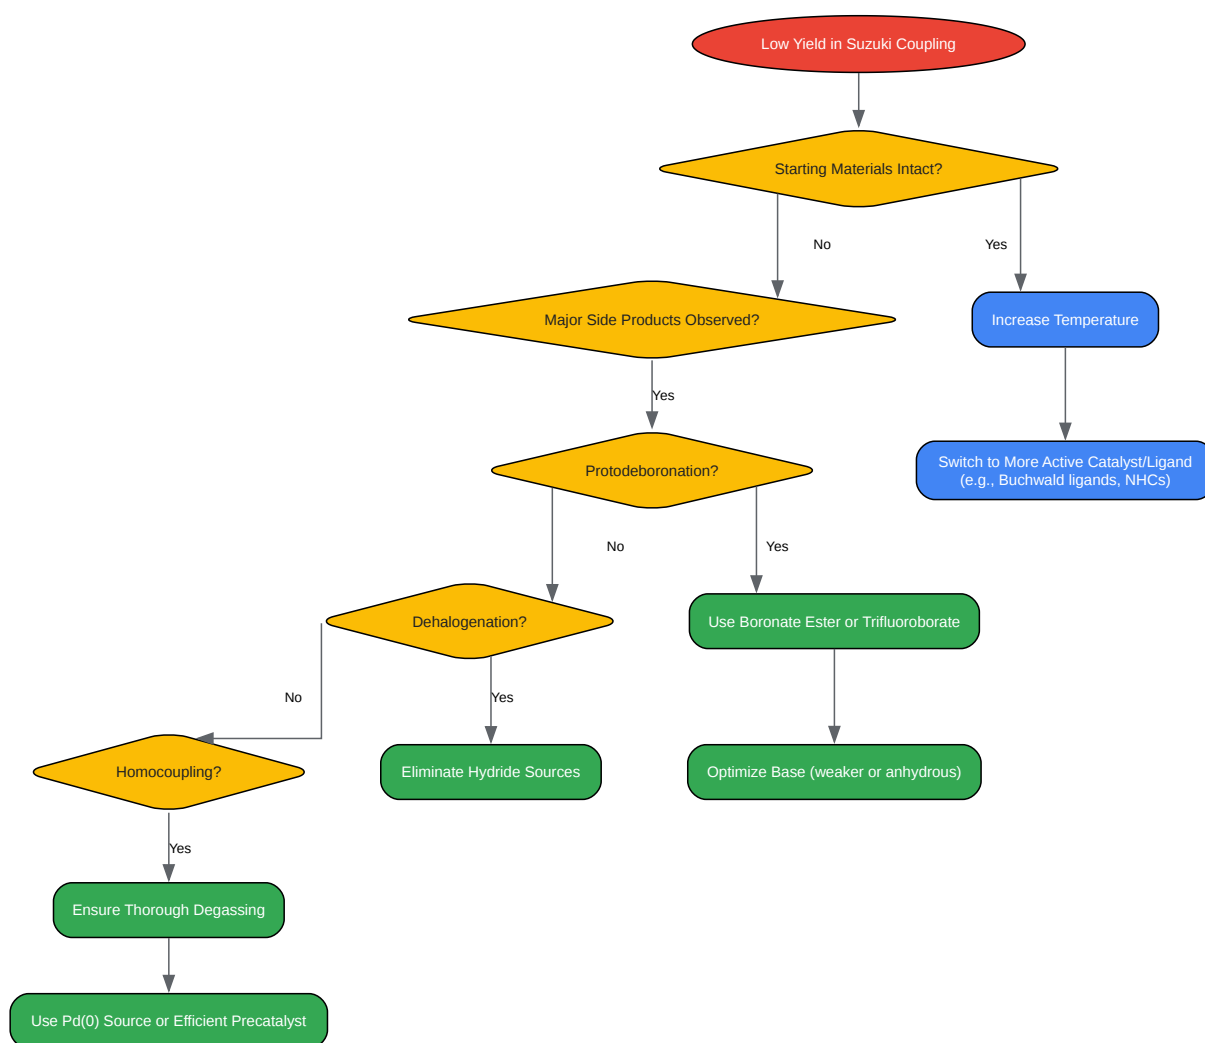 Low Yield in Suzuki Coupling
Starting Materials Intact?
No
Yes
Major Side Products Observed?
Increase Temperature
Yes
Switch to More Active Catalyst/Ligand
(e.g., Buchwald ligands, NHCs)
Protodeboronation?
No
Yes
Dehalogenation?
Use Boronate Ester or Trifluoroborate
No
Yes
Homocoupling?
Eliminate Hydride Sources
Optimize Base (weaker or anhydrous)
Yes
Ensure Thorough Degassing
Use Pd(0) Source or Efficient Precatalyst